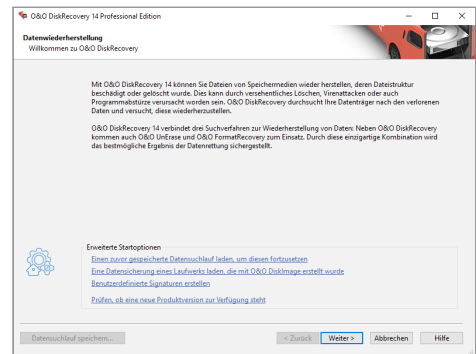 O&O DiskRecovery 14 Professional Edition
Datenwiederherstellung
Willkommen zu O&O DiskRecovery
Mit O&O DiskRecovery 14 können Sie Dateien von Speichermedien wieder herstellen, deren Dateistruktur
beschädigt oder gelöscht wurde. Dies kann durch versehentliches Löschen, Virenattacken oder auch
Programmabstürze verursacht worden sein. O&O DiskRecovery durchsucht Ihre Datenträger nach den verlorenen
Daten und versucht, diese wiederherzustellen.
O&O DiskRecovery 14 verbindet drei Suchverfahren zur Wiederherstellung von Daten: Neben O&O DiskRecovery
kommen auch O&O UnErase und O&O FormatRecovery zum Einsatz. Durch diese einzigartige Kombination wird
das bestmögliche Ergebnis der Datenrettung sichergestellt.
Erweiterte Startoptionen
Einen zuvor gespeicherte Datensuchlauf laden, um diesen fortzusetzen
Eine Datensicherung eines Laufwerks laden, die mit O&O DiskImage erstellt wurde
Benutzerdefinierte Signaturen erstellen
Prüfen, ob eine neue Produktversion zur Verfügung steht
Datensuchlauf speichern...
< Zurück
Weiter >
Abbrechen
Hilfe